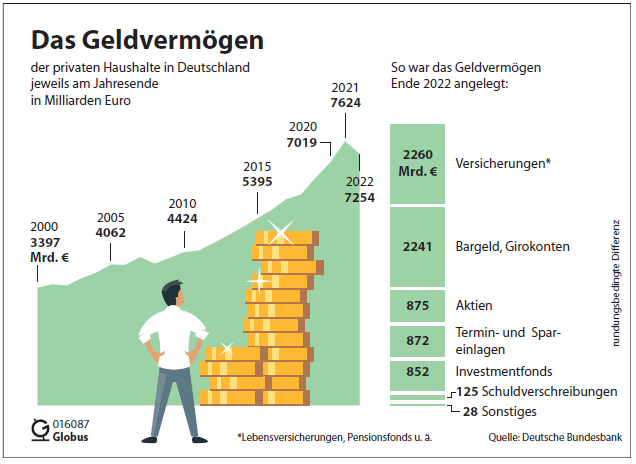 Das Geldvermögen
der privaten Haushalte in Deutschland
jeweils am Jahresende
in Milliarden Euro
2000
3397
Mrd. €
2005
4062
2010
4424
2015
5395
2020
7019
2021
7624
2022
7254
So war das Geldvermögen
Ende 2022 angelegt:
2260
Mrd. €
Versicherungen*
2241
Bargeld, Girokonten
875
Aktien
872
Termin- und Spar-
einlagen
852
Investmentfonds
125 Schuldverschreibungen
28 Sonstiges
rundungsbedingte Differenz
016087
Globus
*Lebensversicherungen, Pensionsfonds u. ä.
Quelle: Deutsche Bundesbank